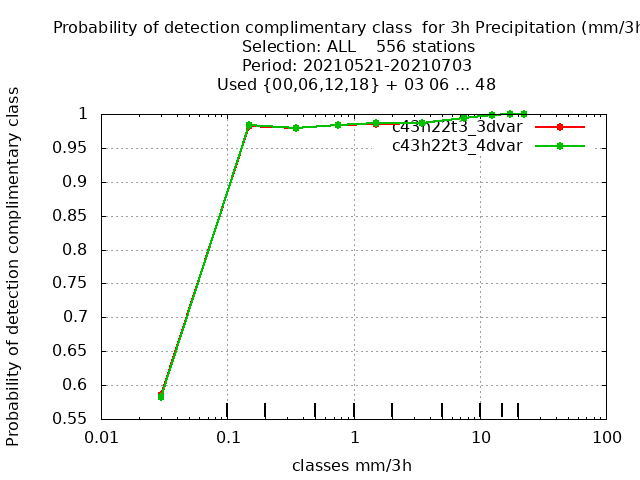 Probability of detection complimentary class  for 3h Precipitation (mm/3h
Selection: ALL    556 stations
Period: 20210521-20210703
Used {00,06,12,18} + 03 06 ... 48
Probability of detection complimentary class
1
0.95
0.9
0.85
0.8
0.75
0.7
0.65
0.6
0.55
c43h22t3_3dvar
c43h22t3_4dvar
0.01
0.1
1
10
100
classes mm/3h